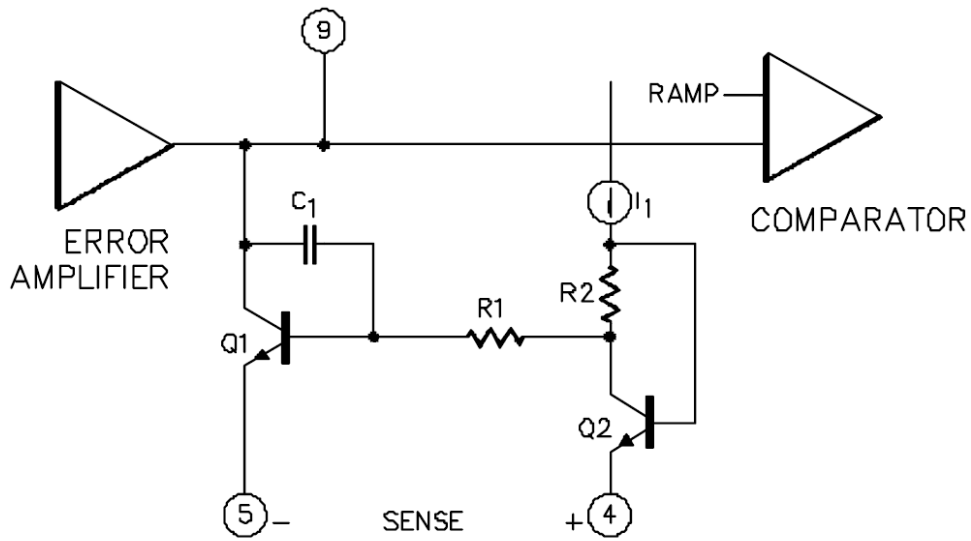 9
RAMP
I1
COMPARATOR
C1
ERROR
AMPLIFIER
R2
R1
Q1
Q2
5 -
SENSE
+ 4